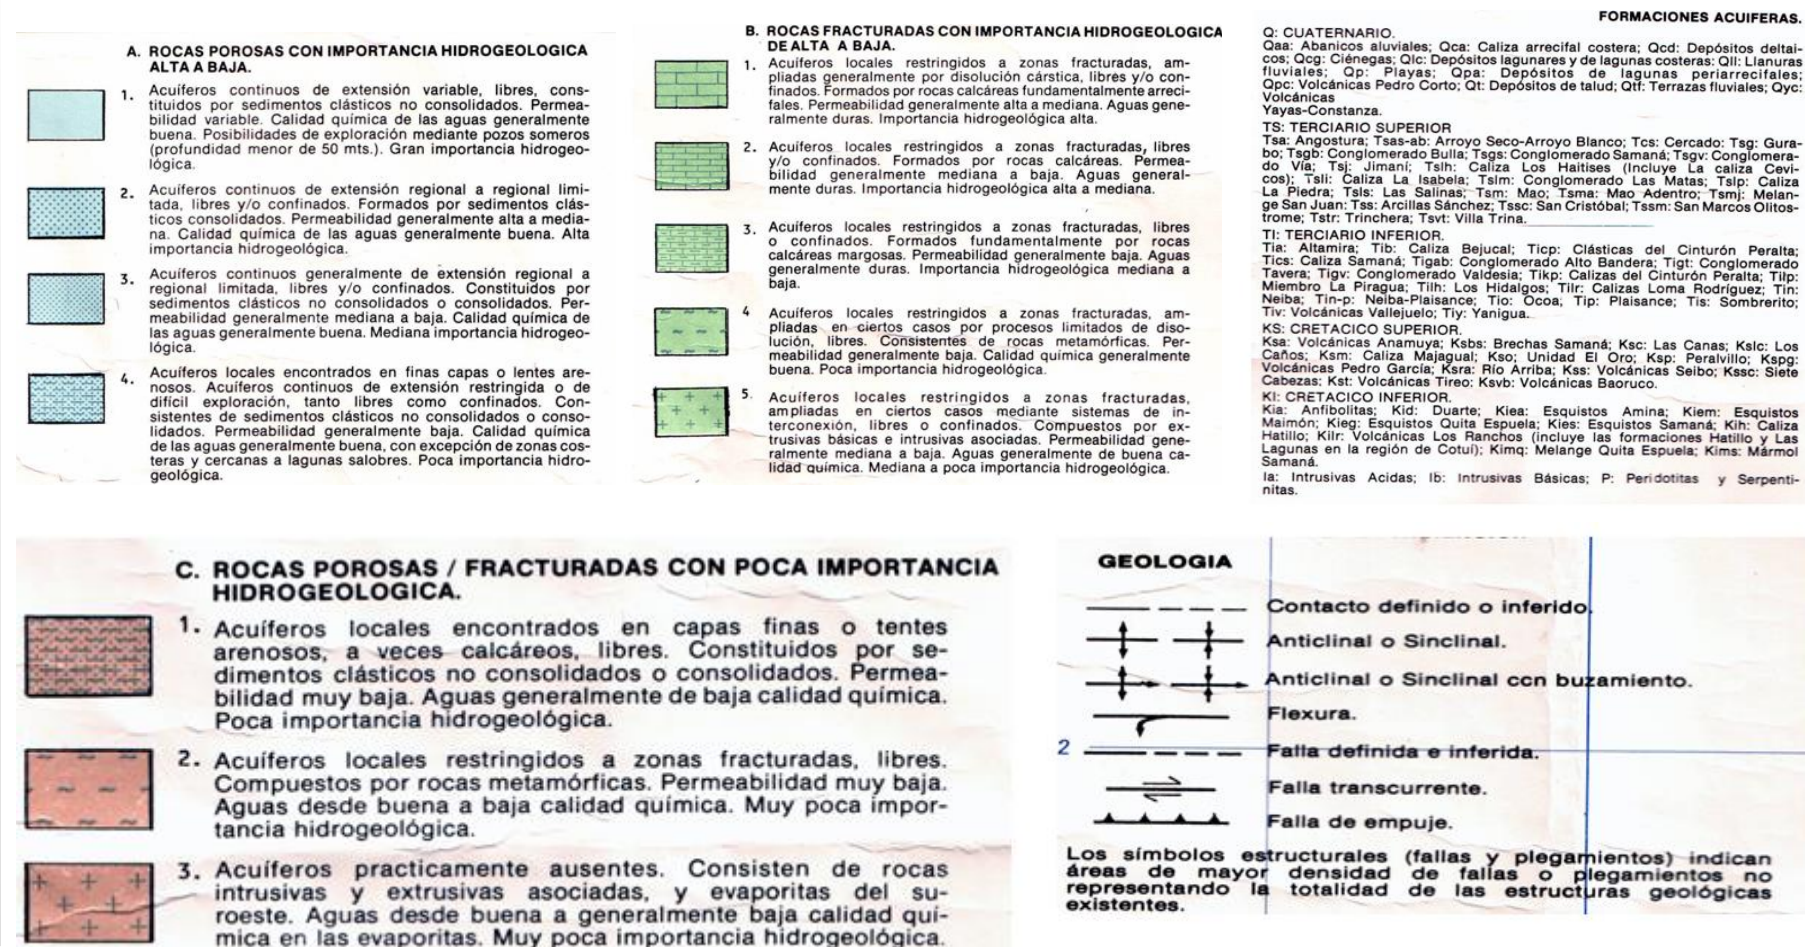 A. ROCAS POROSAS CON IMPORTANCIA HIDROGEOLOGICA
ALTA A BAJA.
1. Acuíferos continuos de extensión variable, libres, cons-
tituidos por sedimentos clásticos no consolidados. Permea-
bilidad variable. Calidad química de las aguas generalmente
buena. Posibilidades de exploración mediante pozos someros
(profundidad menor de 50 mts.). Gran importancia hidrogeo-
lógica.
2. Acuíferos continuos de extensión regional a regional limi-
tada, libres y/o confinados. Formados por sedimentos clás-
ticos consolidados. Permeabilidad generalmente alta a media-
na. Calidad química de las aguas generalmente buena. Alta
importancia hidrogeológica.
3. Acuíferos continuos generalmente de extensión regional a
regional limitada, libres y/o confinados. Constituidos por
sedimentos clásticos no consolidados o consolidados. Per-
meabilidad generalmente mediana a baja. Calidad química de
las aguas generalmente buena. Mediana importancia hidrogeo-
lógica.
4. Acuíferos locales encontrados en finas capas o lentes are-
nosos. Acuíferos continuos de extensión restringida o de
difícil exploración, tanto libres como confinados. Con-
sistentes de sedimentos clásticos no consolidados o conso-
lidados. Permeabilidad generalmente baja. Calidad química
de las aguas generalmente buena, con excepción de zonas cos-
teras y cercanas a lagunas salobres. Poca importancia hidro-
geológica.
B. ROCAS FRACTURADAS CON IMPORTANCIA HIDROGEOLOGICA
DE ALTA A BAJA.
1. Acuíferos locales restringidos a zonas fracturadas, am-
pliadas generalmente por disolución cárstica, libres y/o con-
finados. Formados por rocas calcáreas fundamentalmente arreci-
fales. Permeabilidad generalmente alta a mediana. Aguas gene-
ralmente duras. Importancia hidrogeológica alta.
2. Acuíferos locales restringidos a zonas fracturadas, libres
y/o confinados. Formados por rocas calcáreas. Permea-
bilidad generalmente mediana a baja. Aguas general-
mente duras. Importancia hidrogeológica alta a mediana.
3. Acuíferos locales restringidos a zonas fracturadas, libres
o confinados. Formados fundamentalmente por rocas
calcáreas margosas. Permeabilidad generalmente baja. Aguas
generalmente duras. Importancia hidrogeológica mediana a
baja.
4 Acuíferos locales restringidos a zonas fracturadas, am-
pliadas en ciertos casos por procesos limitados de diso-
lución, libres. Consistentes de rocas metamórficas. Per-
meabilidad generalmente baja. Calidad química generalmente
buena. Poca importancia hidrogeológica.
5. Acuíferos locales restringidos a zonas fracturadas,
ampliadas en ciertos casos mediante sistemas de in-
terconexión, libres o confinados. Compuestos por ex-
trusivas básicas e intrusivas asociadas. Permeabilidad gene-
ralmente mediana a baja. Aguas generalmente de buena ca-
lidad química. Mediana a poca importancia hidrogeológica.
FORMACIONES ACUIFERAS.
Q: CUATERNARIO.
Qaa: Abanicos aluviales; Qca: Caliza arrecifal costera; Qcd: Depósitos deltai-
cos; Qcg: Ciénegas; Qlc: Depósitos lagunares y de lagunas costeras: Qll: Llanuras
fluviales; Qp: Playas; Qpa: Depósitos de lagunas periarrecifales;
Qpc: Volcánicas Pedro Corto; Qt: Depósitos de talud; Qtf: Terrazas fluviales; Qyc:
Volcánicas
Yayas-Constanza.
TS: TERCIARIO SUPERIOR
Tsa: Angostura; Tsas-ab: Arroyo Seco-Arroyo Blanco; Tcs: Cercado; Tsg: Gura-
bo; Tsgb: Conglomerado Bulla; Tsgs: Conglomerado Samaná; Tsgv: Conglomera-
do Vía; Tsj: Jimaní; Tslh: Caliza Los Haitises (Incluye La caliza Cevi-
cos); Tsli: Caliza La Isabela; Tslm: Conglomerado Las Matas; Tslp: Caliza
La Piedra; Tsls: Las Salinas; Tsm: Mao; Tsma: Mao Adentro; Tsmj: Melan-
ge San Juan: Tss: Arcillas Sánchez; Tssc: San Cristóbal; Tssm: San Marcos Olitos-
trome; Tstr: Trinchera; Tsvt: Villa Trina.
TI: TERCIARIO INFERIOR.
Tia: Altamira; Tib: Caliza Bejucal; Ticp: Clásticas del Cinturón Peralta;
Tics: Caliza Samaná; Tigab: Conglomerado Alto Bandera; Tigt: Conglomerado
Tavera; Tigv: Conglomerado Valdesia; Tikp: Calizas del Cinturón Peralta; Tilp:
Miembro La Piragua; Tilh: Los Hidalgos; Tilr: Calizas Loma Rodríguez; Tin:
Neiba; Tin-p: Neiba-Plaisance; Tio: Ocoa; Tip: Plaisance; Tis: Sombrerito;
Tiv: Volcánicas Vallejuelo; Tiy: Yanigua.
KS: CRETACICO SUPERIOR.
Ksa: Volcánicas Anamuya; Ksbs: Brechas Samaná; Ksc: Las Canas; Kslc: Los
Caños; Ksm: Caliza Majagual; Kso; Unidad El Oro; Ksp: Peralvillo; Kspg:
Volcánicas Pedro García; Ksra: Río Arriba; Kss: Volcánicas Seibo; Kssc: Siete
Cabezas: Kst: Volcánicas Tireo; Ksvb: Volcánicas Baoruco.
KI: CRETACICO INFERIOR.
Kia: Anfibolitas; Kid: Duarte; Kiea: Esquistos Amina; Kiem: Esquistos
Maimón; Kieg: Esquistos Quita Espuela; Kies: Esquistos Samaná; Kih: Caliza
Hatillo; Kilr: Volcánicas Los Ranchos (incluye las formaciones Hatillo y Las
Lagunas en la región de Cotuí); Kimq: Melange Quita Espuela; Kims: Mármol
Samaná.
Ia: Intrusivas Acidas; Ib: Intrusivas Básicas; P: Peridotitas y Serpenti-
nitas.
C. ROCAS POROSAS / FRACTURADAS CON POCA IMPORTANCIA
HIDROGEOLOGICA.
1. Acuíferos locales encontrados en capas finas o tentes
arenosos, a veces calcáreos, libres. Constituidos por se-
dimentos clásticos no consolidados o consolidados. Permea-
bilidad muy baja. Aguas generalmente de baja calidad química.
Poca importancia hidrogeológica.
2. Acuíferos locales restringidos a zonas fracturadas, libres.
Compuestos por rocas metamórficas. Permeabilidad muy baja.
Aguas desde buena a baja calidad química. Muy poca impor-
tancia hidrogeológica.
3. Acuíferos practicamente ausentes. Consisten de rocas
intrusivas y extrusivas asociadas, y evaporitas del su-
roeste. Aguas desde buena a generalmente baja calidad quí-
mica en las evaporitas. Muy poca importancia hidrogeológica.
GEOLOGIA
Contacto definido o inferido.
Anticlinal o Sinclinal.
Anticlinal o Sinclinal ccn buzamiento.
Flexura.
2
Falla definida e inferida.
Falla transcurrente.
Falla de empuje.
Los símbolos estructurales (fallas y plegamientos) indican
áreas de mayor densidad de fallas o plegamientos no
representando la totalidad de las estructuras geológicas
existentes.